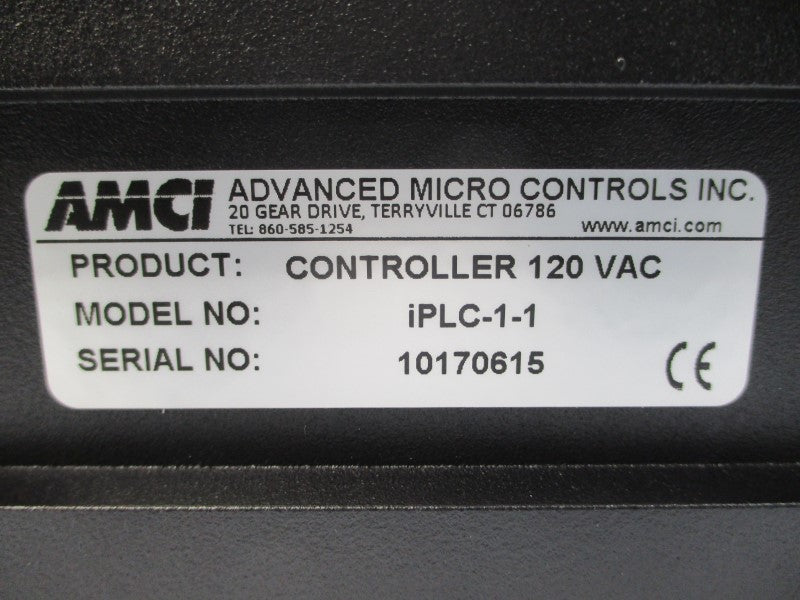 AMCI ADVANCED MICRO CONTROLS INC.
20 GEAR DRIVE, TERRYVILLE CT 06786
TEL: 860-585-1254 www.amci.com
PRODUCT: CONTROLLER 120 VAC
MODEL NO: iPLC-1-1
SERIAL NO: 10170615 CE